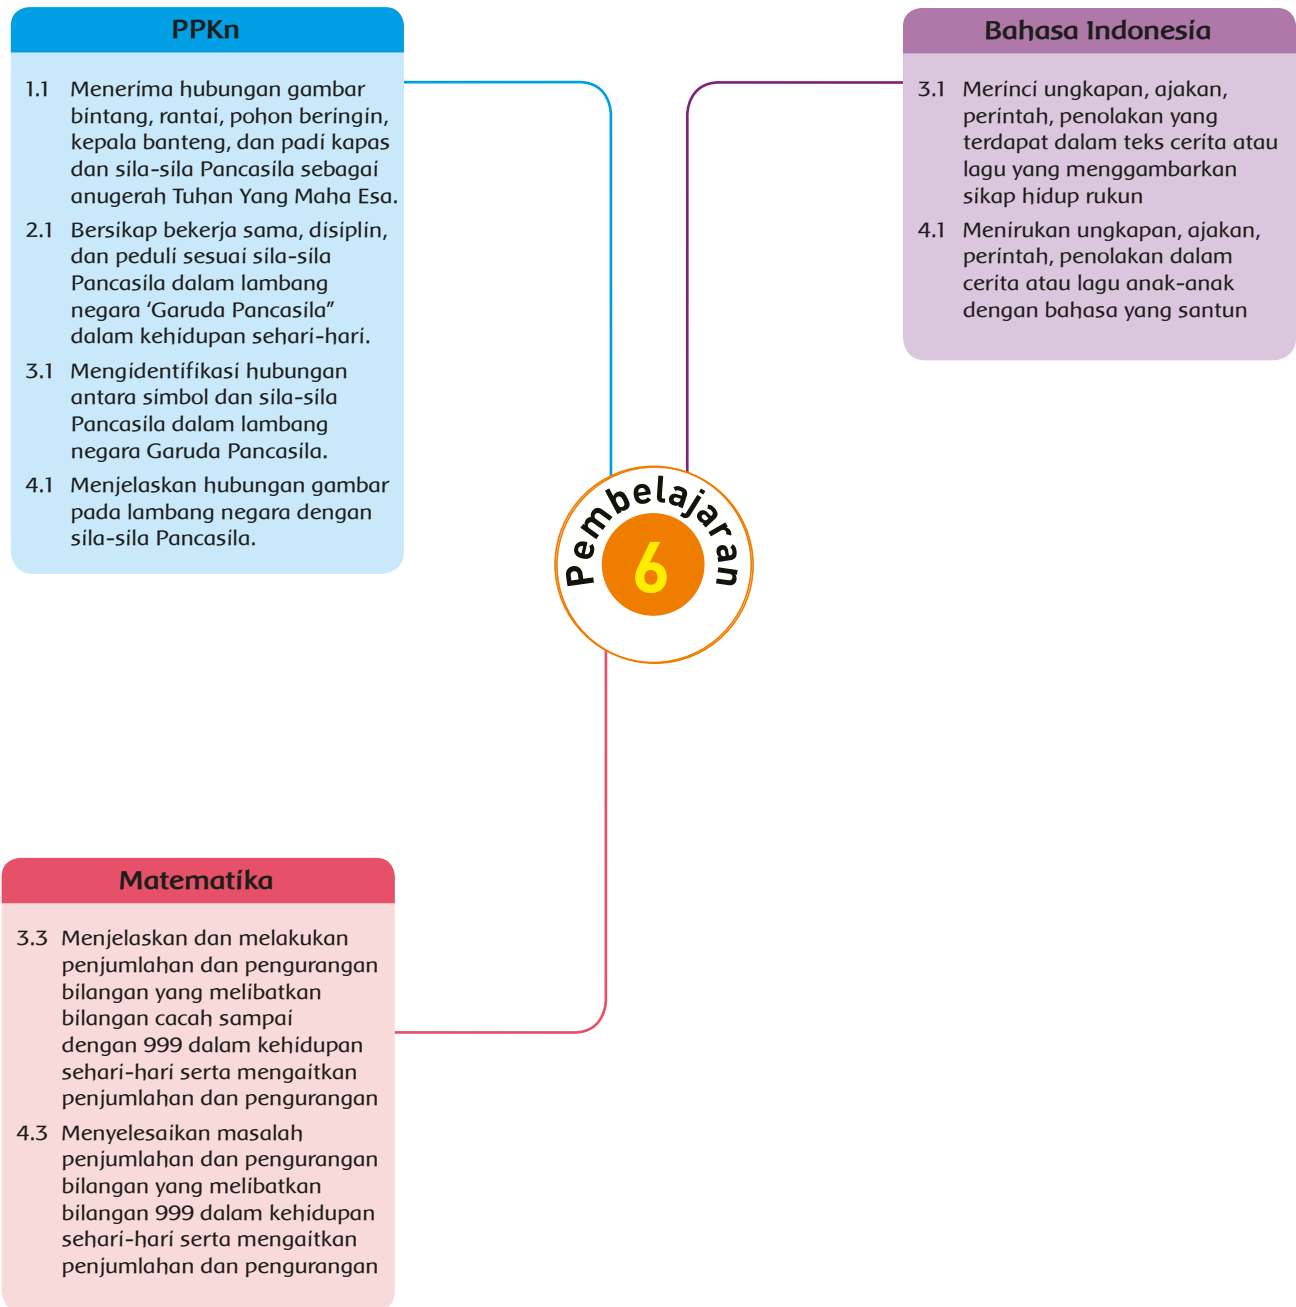 PPKn
1.1 Menerima hubungan gambar
bintang, rantai, pohon beringin,
kepala banteng, dan padi kapas
dan sila-sila Pancasila sebagai
anugerah Tuhan Yang Maha Esa.
2.1 Bersikap bekerja sama, disiplin,
dan peduli sesuai sila-sila
Pancasila dalam lambang
negara ‘Garuda Pancasila”
dalam kehidupan sehari-hari.
3.1 Mengidentifikasi hubungan
antara simbol dan sila-sila
Pancasila dalam lambang
negara Garuda Pancasila.
4.1 Menjelaskan hubungan gambar
pada lambang negara dengan
sila-sila Pancasila.
Bahasa Indonesia
3.1 Merinci ungkapan, ajakan,
perintah, penolakan yang
terdapat dalam teks cerita atau
lagu yang menggambarkan
sikap hidup rukun
4.1 Menirukan ungkapan, ajakan,
perintah, penolakan dalam
cerita atau lagu anak-anak
dengan bahasa yang santun
Pembelajaran
6
Matematika
3.3 Menjelaskan dan melakukan
penjumlahan dan pengurangan
bilangan yang melibatkan
bilangan cacah sampai
dengan 999 dalam kehidupan
sehari-hari serta mengaitkan
penjumlahan dan pengurangan
4.3 Menyelesaikan masalah
penjumlahan dan pengurangan
bilangan yang melibatkan
bilangan 999 dalam kehidupan
sehari-hari serta mengaitkan
penjumlahan dan pengurangan